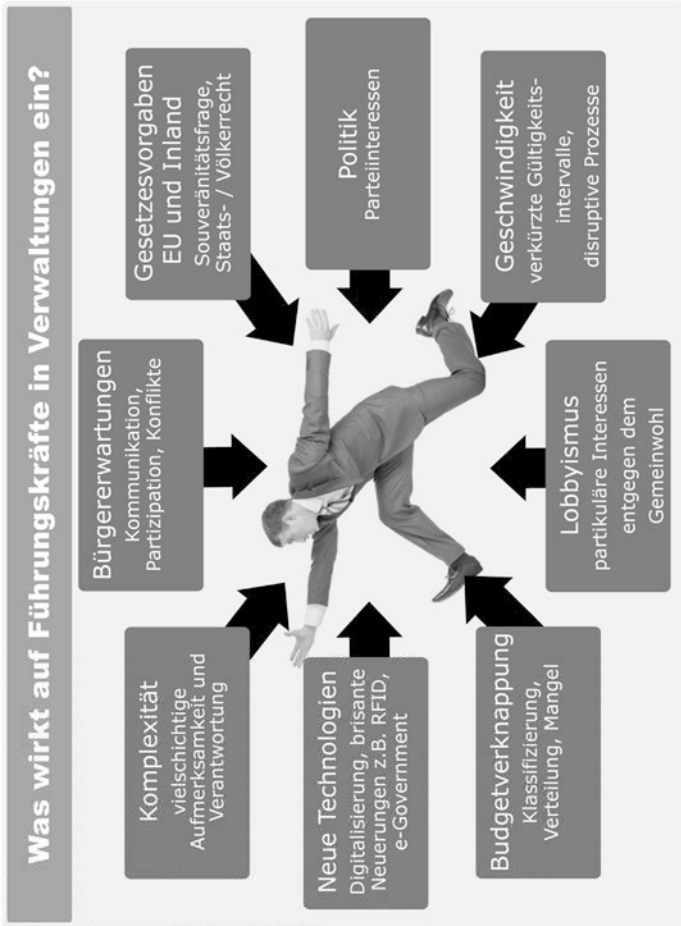 Was wirkt auf Führungskräfte in Verwaltungen ein?
Komplexität
vielschichtige
Aufmerksamkeit und
Verantwortung
Bürgererwartungen
Kommunikation,
Partizipation, Konflikte
Gesetzesvorgaben
EU und Inland
Souveränitätsfrage,
Staats- / Völkerrecht
Neue Technologien
Digitalisierung, brisante
Neuerungen z.B. RFID,
e-Government
Politik
Parteiinteressen
Budgetverknappung
Klassifizierung,
Verteilung, Mangel
Lobbyismus
partikuläre Interessen
entgegen dem
Gemeinwohl
Geschwindigkeit
verkürzte Gültigkeits-
intervalle,
disruptive Prozesse